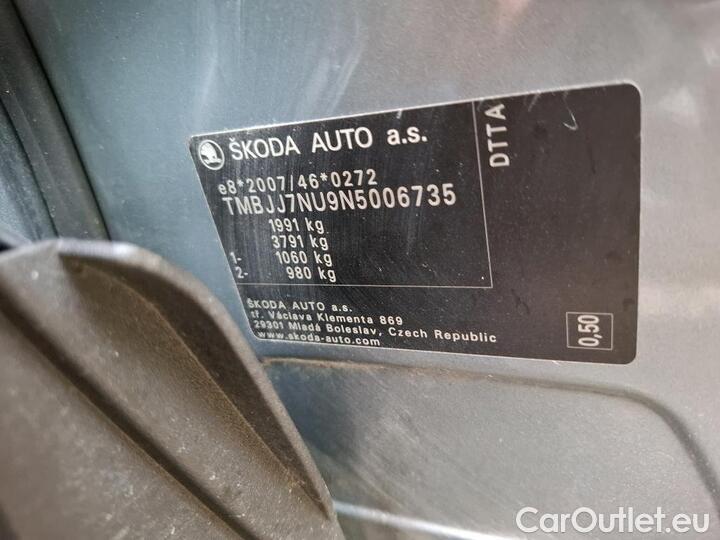 ŠKODA AUTO a.s.
DTTA
e8*2007/46*0272
TMBJJ7NU9N5006735
1991 kg
3791 kg
1- 1060 kg
2- 980 kg
ŠKODA AUTO a.s.
tř. Václava Klementa 869
29301 Mladá Boleslav, Czech Republic
www.skoda-auto.com
0,50
CarOutlet.eu